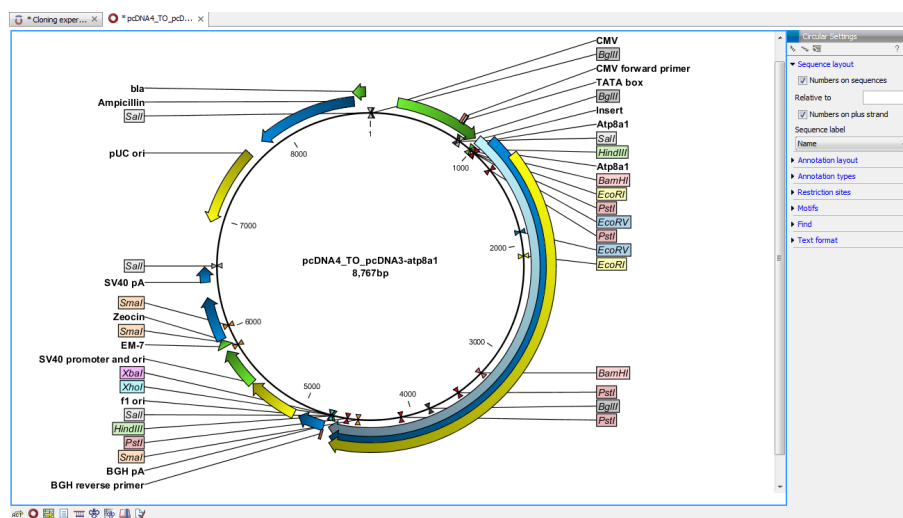 * Cloning exper... ×
* pcDNA4_TO_pcD... ×
CMV
BglII
CMV forward primer
TATA box
BglII
Insert
Atp8a1
SalI
HindIII
Atp8a1
BamHI
EcoRI
PstI
EcoRV
PstI
EcoRV
EcoRI
BamHI
PstI
BglII
PstI
bla
Ampicillin
SalI
pUC ori
SalI
SV40 pA
SmaI
Zeocin
SmaI
EM-7
SV40 promoter and ori
XbaI
XhoI
f1 ori
SalI
HindIII
PstI
SmaI
BGH pA
BGH reverse primer
1
1000
2000
3000
4000
5000
6000
7000
8000
pcDNA4_TO_pcDNA3-atp8a1
8,767bp
Circular Settings
?
Sequence layout
Numbers on sequences
Relative to
Numbers on plus strand
Sequence label
Name
Annotation layout
Annotation types
Restriction sites
Motifs
Find
Text format